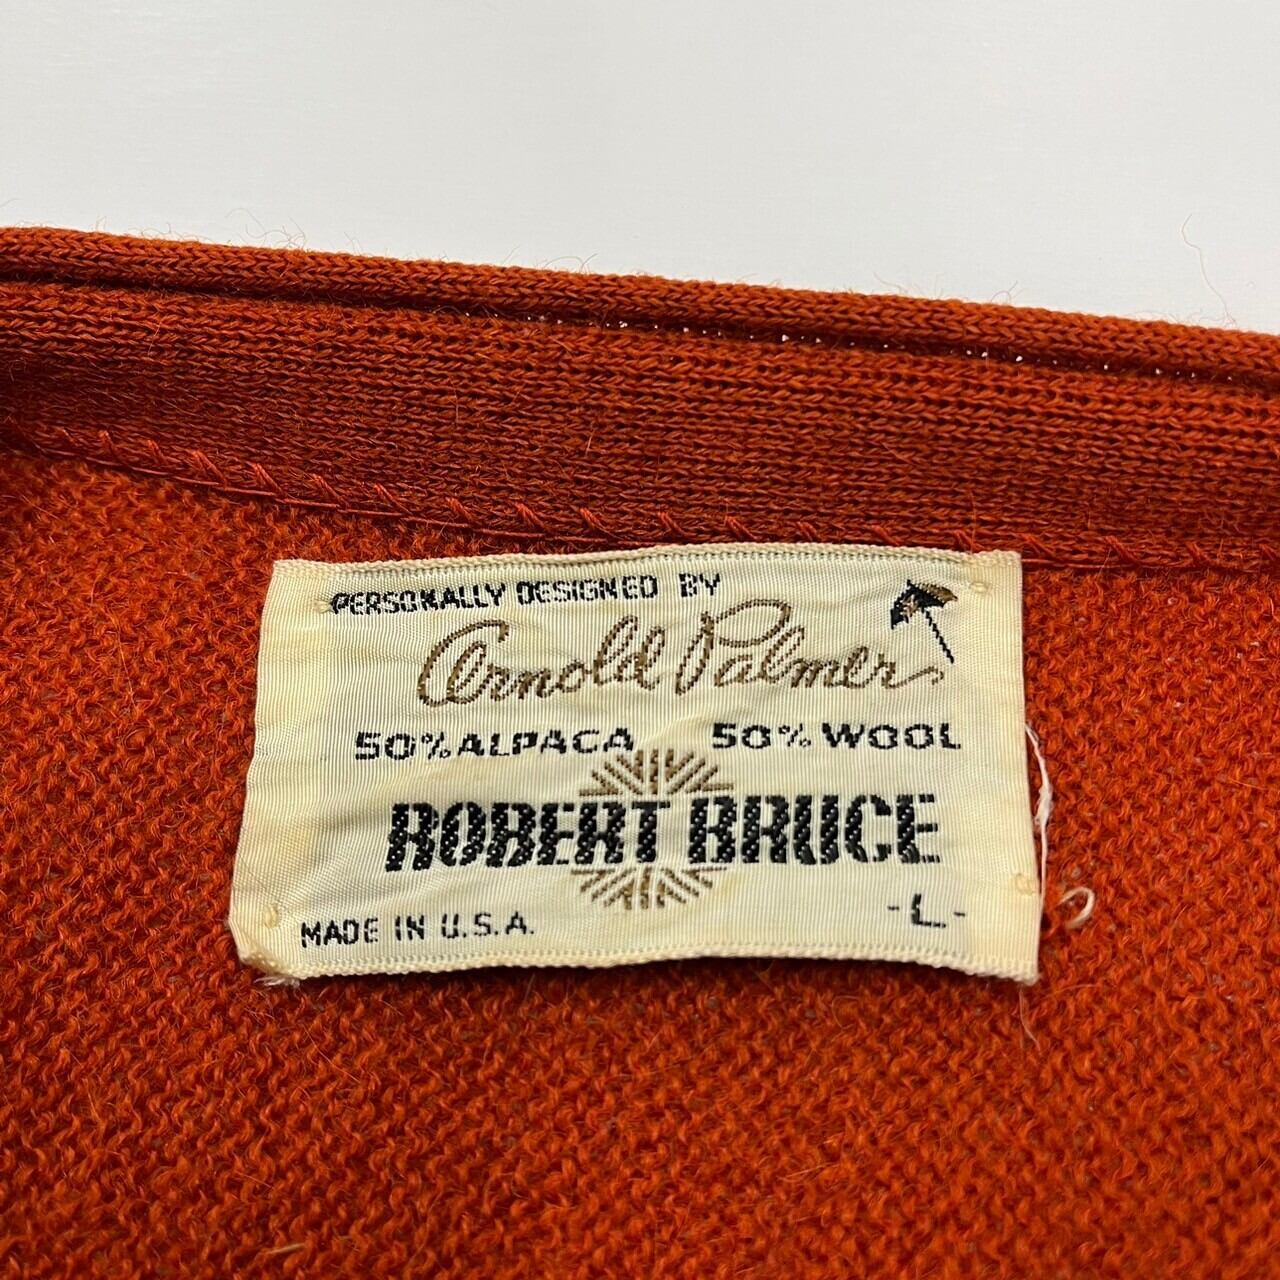 PERSONALLY DESIGNED BY
Arnold Palmer
50% ALPACA 50% WOOL
ROBERT BRUCE
MADE IN U.S.A. -L-